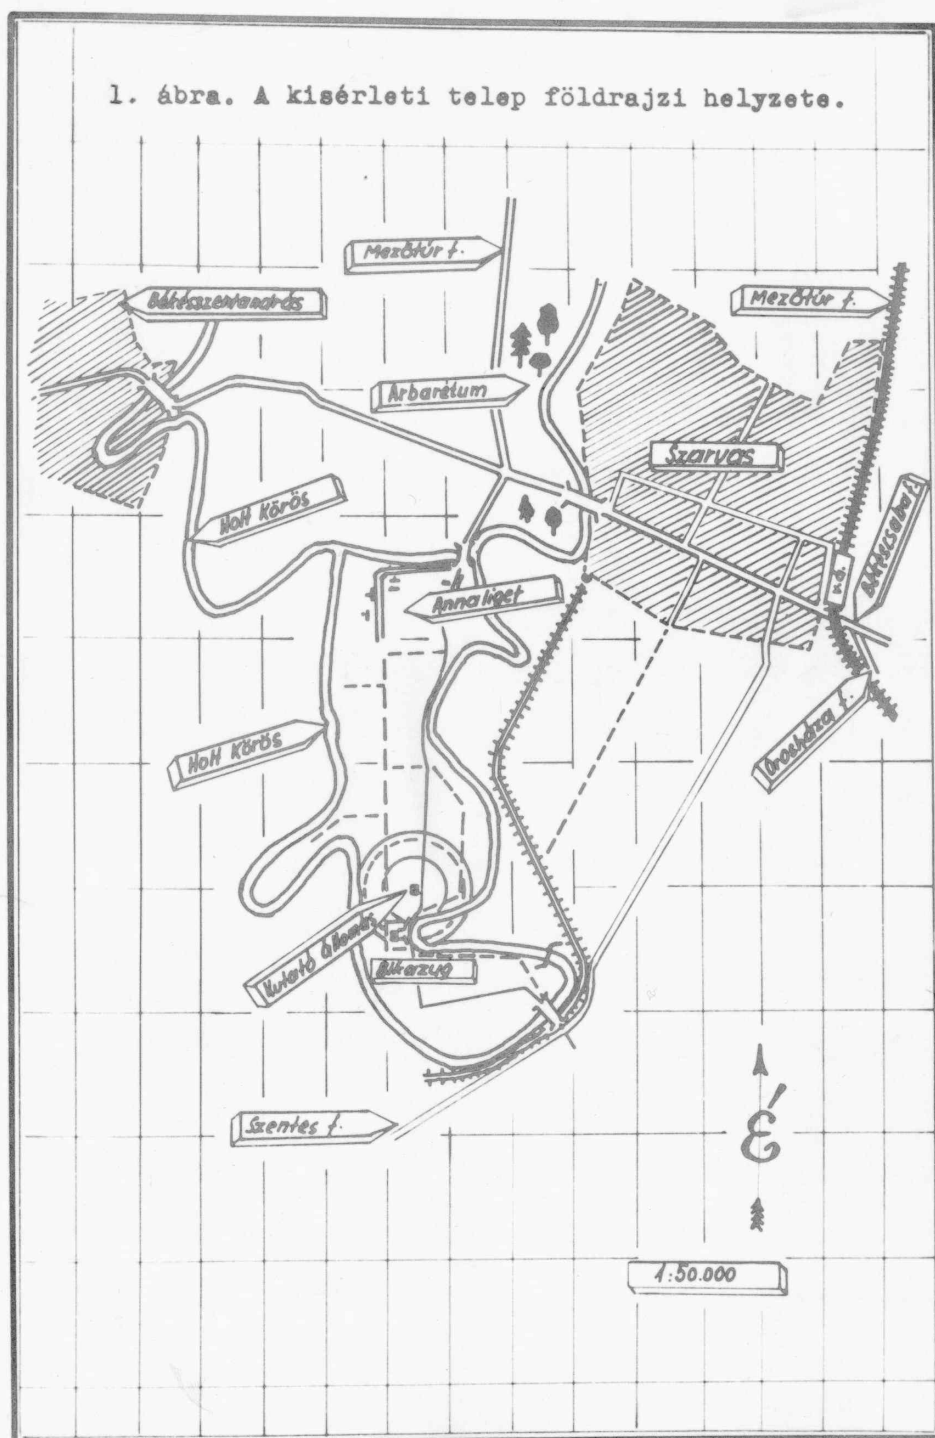 1. ábra. A kisérleti telep földrajzi helyzete.
Mezőtúr f.
Békésszentandrás
Mezőtúr f.
Arborétum
Szarvas
Holt Körös
Békéscsaba f.
M.Á.
Annaliget
Holt Körös
Orosháza f.
Kutató állomás
Bikazug
Szentes f.
É
1:50.000